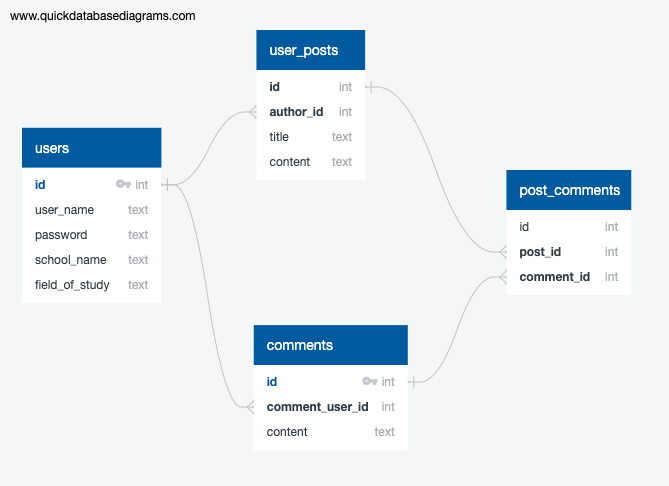 www.quickdatabasediagrams.com
user_posts
id int
author_id int
title text
content text
users
id int
user_name text
password text
school_name text
field_of_study text
post_comments
id int
post_id int
comment_id int
comments
id int
comment_user_id int
content text